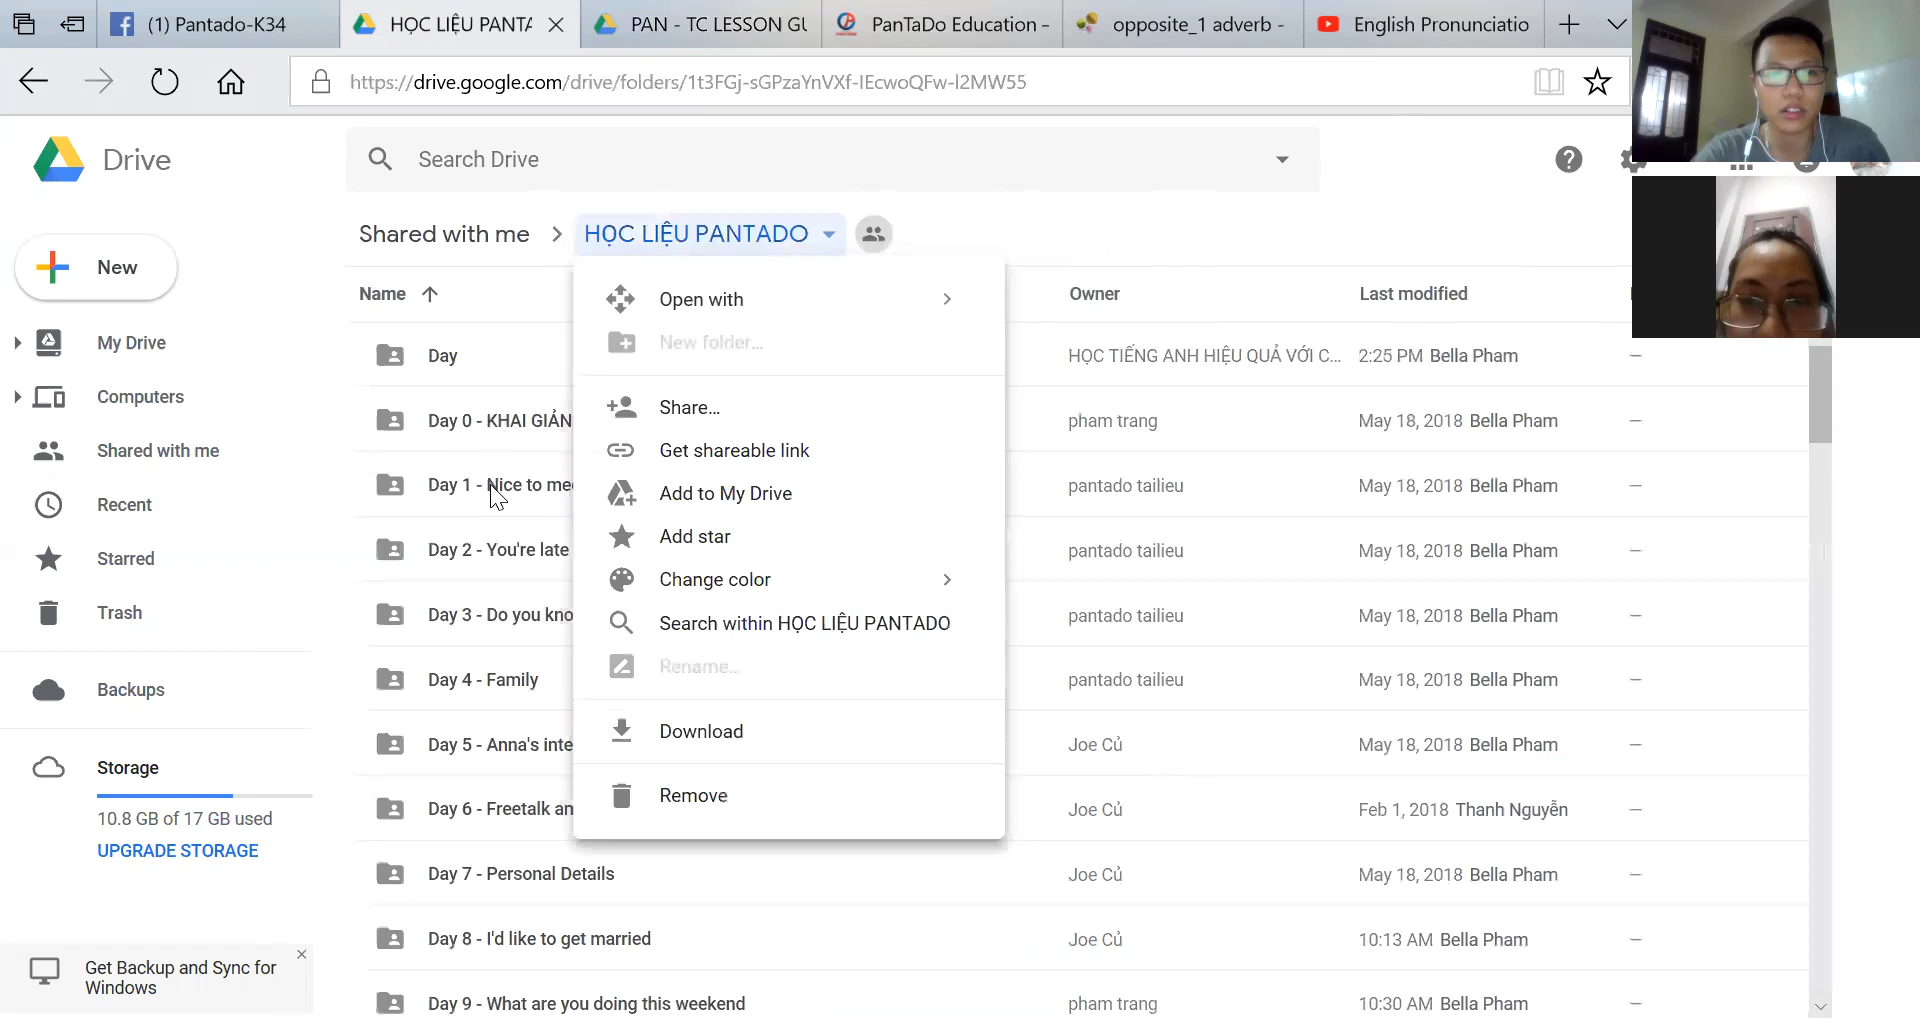 (1) Pantado-K34
HỌC LIỆU PANTA
PAN - TC LESSON GU
PanTaDo Education -
opposite_1 adverb -
English Pronunciatio
https://drive.google.com/drive/folders/1t3FGj-sGPzaYnVXf-IEcwoQFw-l2MW55
Drive
Search Drive
Shared with me
HỌC LIỆU PANTADO
New
Name
Owner
Last modified
My Drive
Computers
Shared with me
Recent
Starred
Trash
Backups
Storage
10.8 GB of 17 GB used
UPGRADE STORAGE
Get Backup and Sync for
Windows
Open with
New folder...
Share...
Get shareable link
Add to My Drive
Add star
Change color
Search within HỌC LIỆU PANTADO
Rename...
Download
Remove
Day HỌC TIẾNG ANH HIỆU QUẢ VỚI C... 2:25 PM Bella Pham –
Day 0 - KHAI GIẢN pham trang May 18, 2018 Bella Pham –
Day 1 - Nice to mee pantado tailieu May 18, 2018 Bella Pham –
Day 2 - You're late pantado tailieu May 18, 2018 Bella Pham –
Day 3 - Do you kno pantado tailieu May 18, 2018 Bella Pham –
Day 4 - Family pantado tailieu May 18, 2018 Bella Pham –
Day 5 - Anna's inte Joe Củ May 18, 2018 Bella Pham –
Day 6 - Freetalk an Joe Củ Feb 1, 2018 Thanh Nguyễn –
Day 7 - Personal Details Joe Củ May 18, 2018 Bella Pham –
Day 8 - I'd like to get married Joe Củ 10:13 AM Bella Pham –
Day 9 - What are you doing this weekend pham trang 10:30 AM Bella Pham –